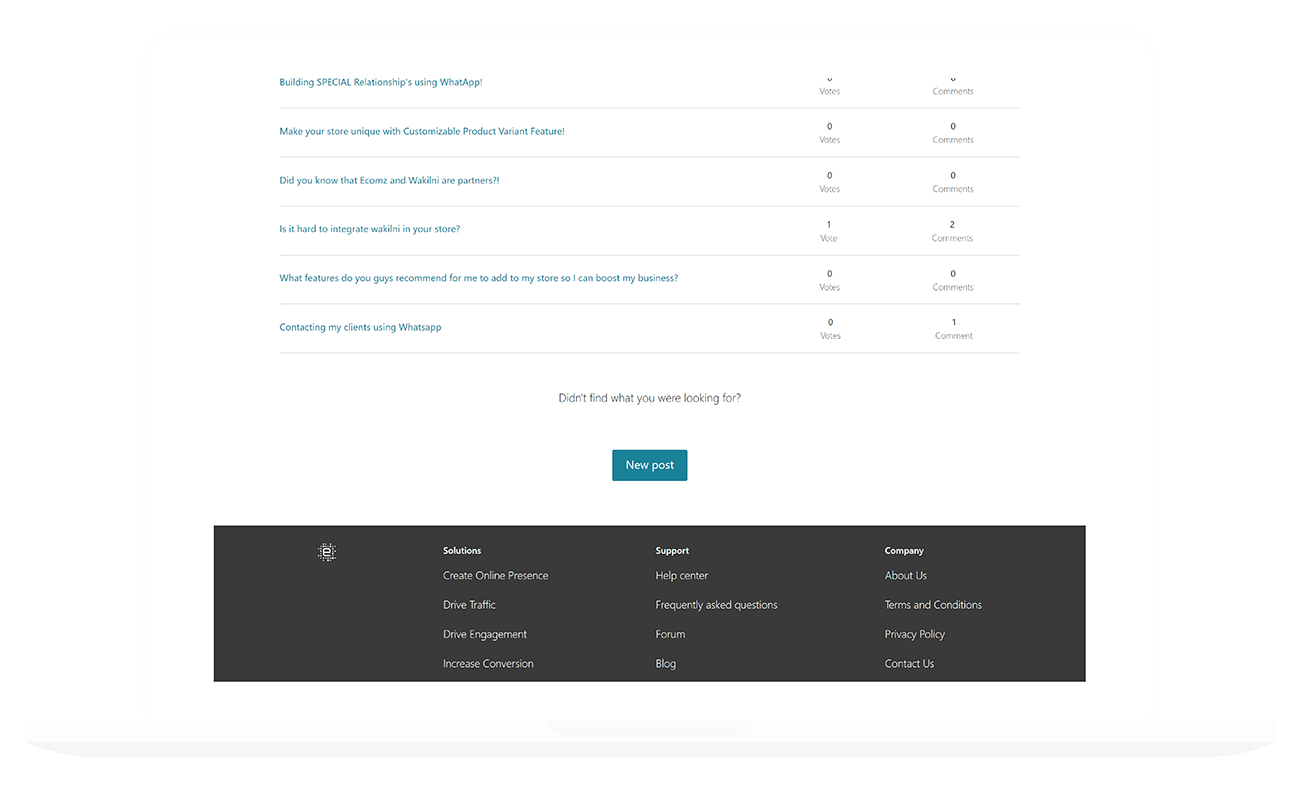 Building SPECIAL Relationship's using WhatApp!
Votes Comments
0 0
Make your store unique with Customizable Product Variant Feature!
Votes Comments
0 0
Did you know that Ecomz and Wakilni are partners?!
Votes Comments
1 2
Is it hard to integrate wakilni in your store?
Vote Comments
0 0
What features do you guys recommend for me to add to my store so I can boost my business?
Votes Comments
0 1
Contacting my clients using Whatsapp
Votes Comment
Didn't find what you were looking for?
New post
e
Solutions Support Company
Create Online Presence Help center About Us
Drive Traffic Frequently asked questions Terms and Conditions
Drive Engagement Forum Privacy Policy
Increase Conversion Blog Contact Us